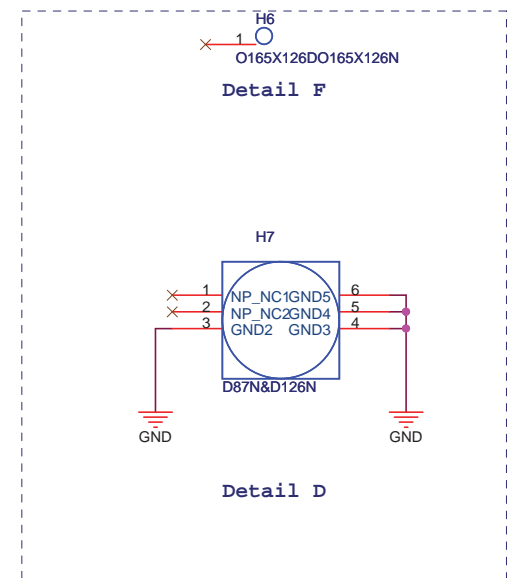 H6
1
O165X126DO165X126N
Detail F
H7
1 NP_NC1 GND5 6
2 NP_NC2 GND4 5
3 GND2 GND3 4
D87N&D126N
GND GND
Detail D